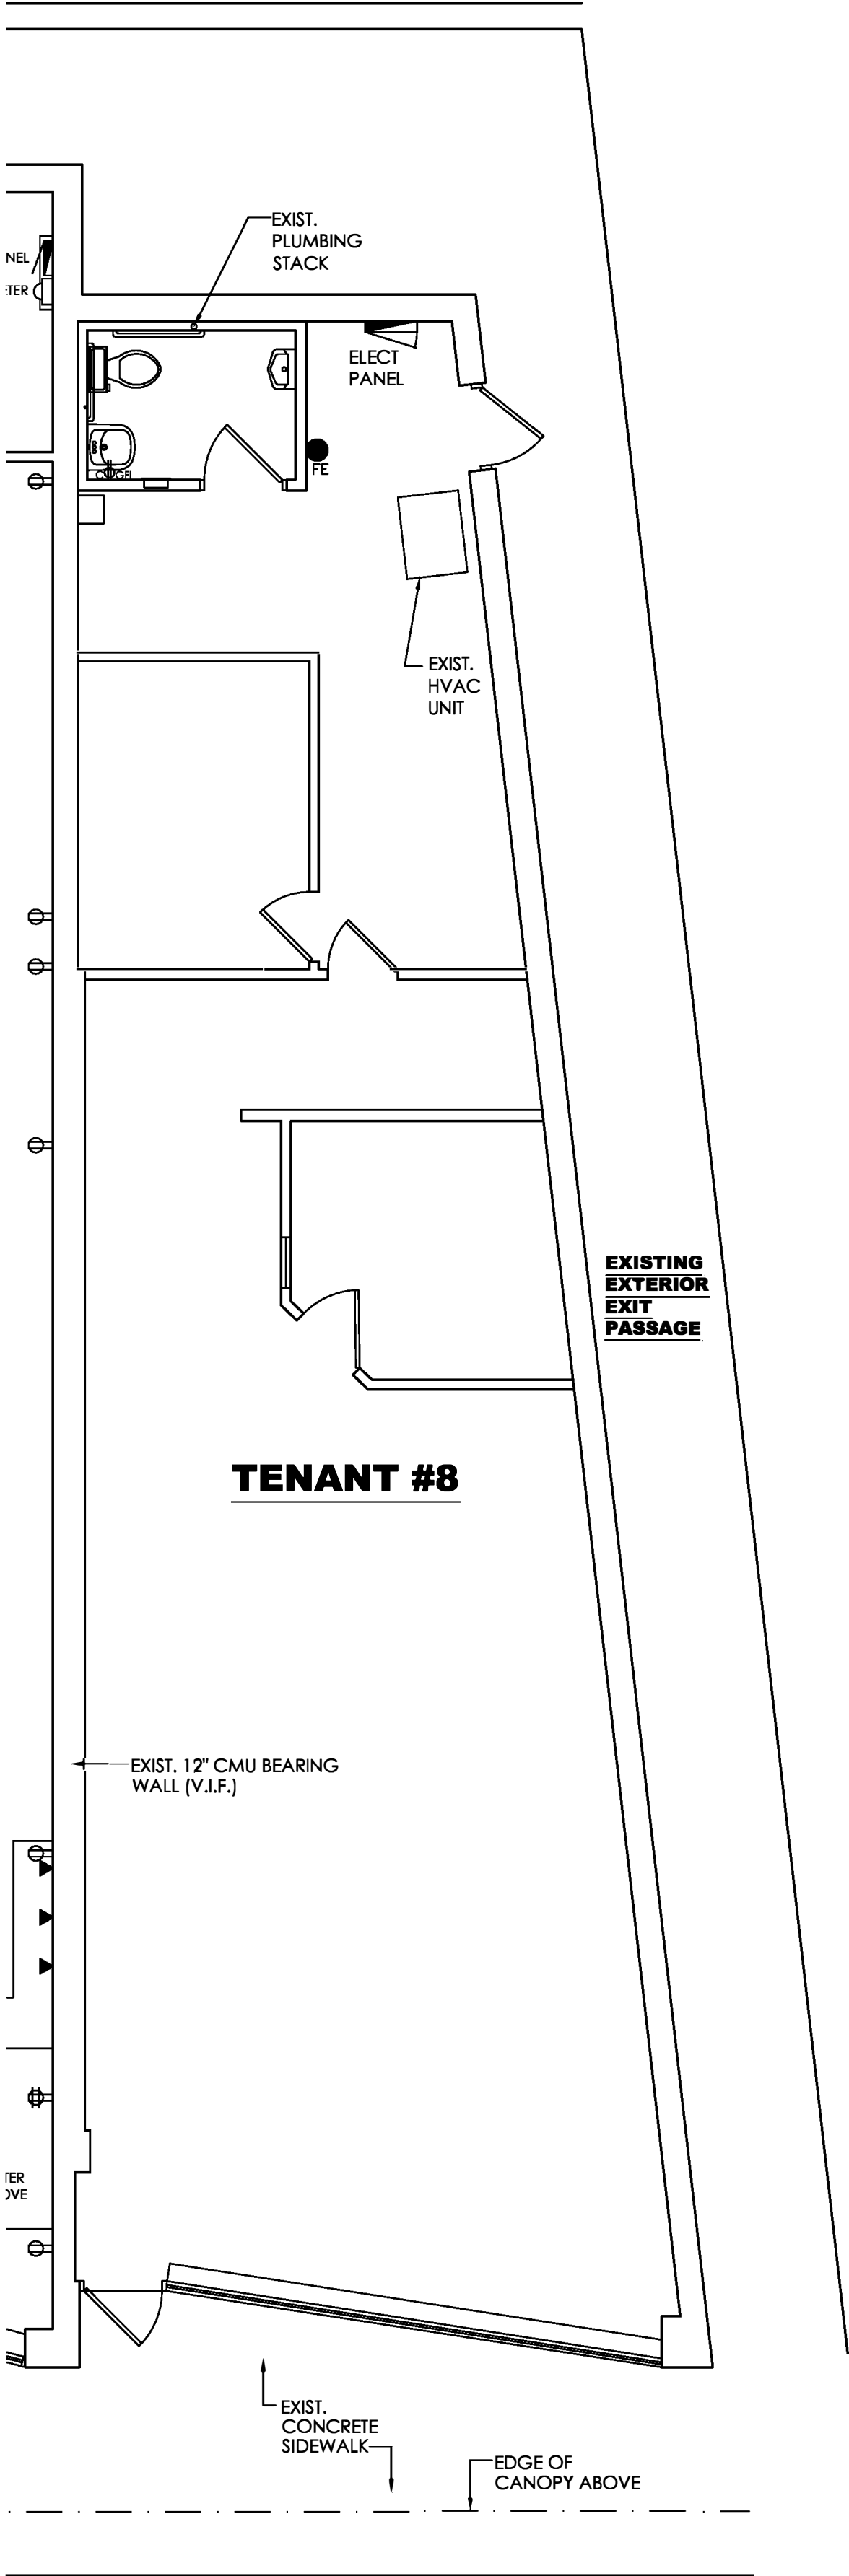 EXIST.
PLUMBING
STACK
NEL
ETER
ELECT
PANEL
FE
GFI
EXIST.
HVAC
UNIT
EXISTING
EXTERIOR
EXIT
PASSAGE
TENANT #8
EXIST. 12" CMU BEARING
WALL (V.I.F.)
TER
OVE
EXIST.
CONCRETE
SIDEWALK
EDGE OF
CANOPY ABOVE